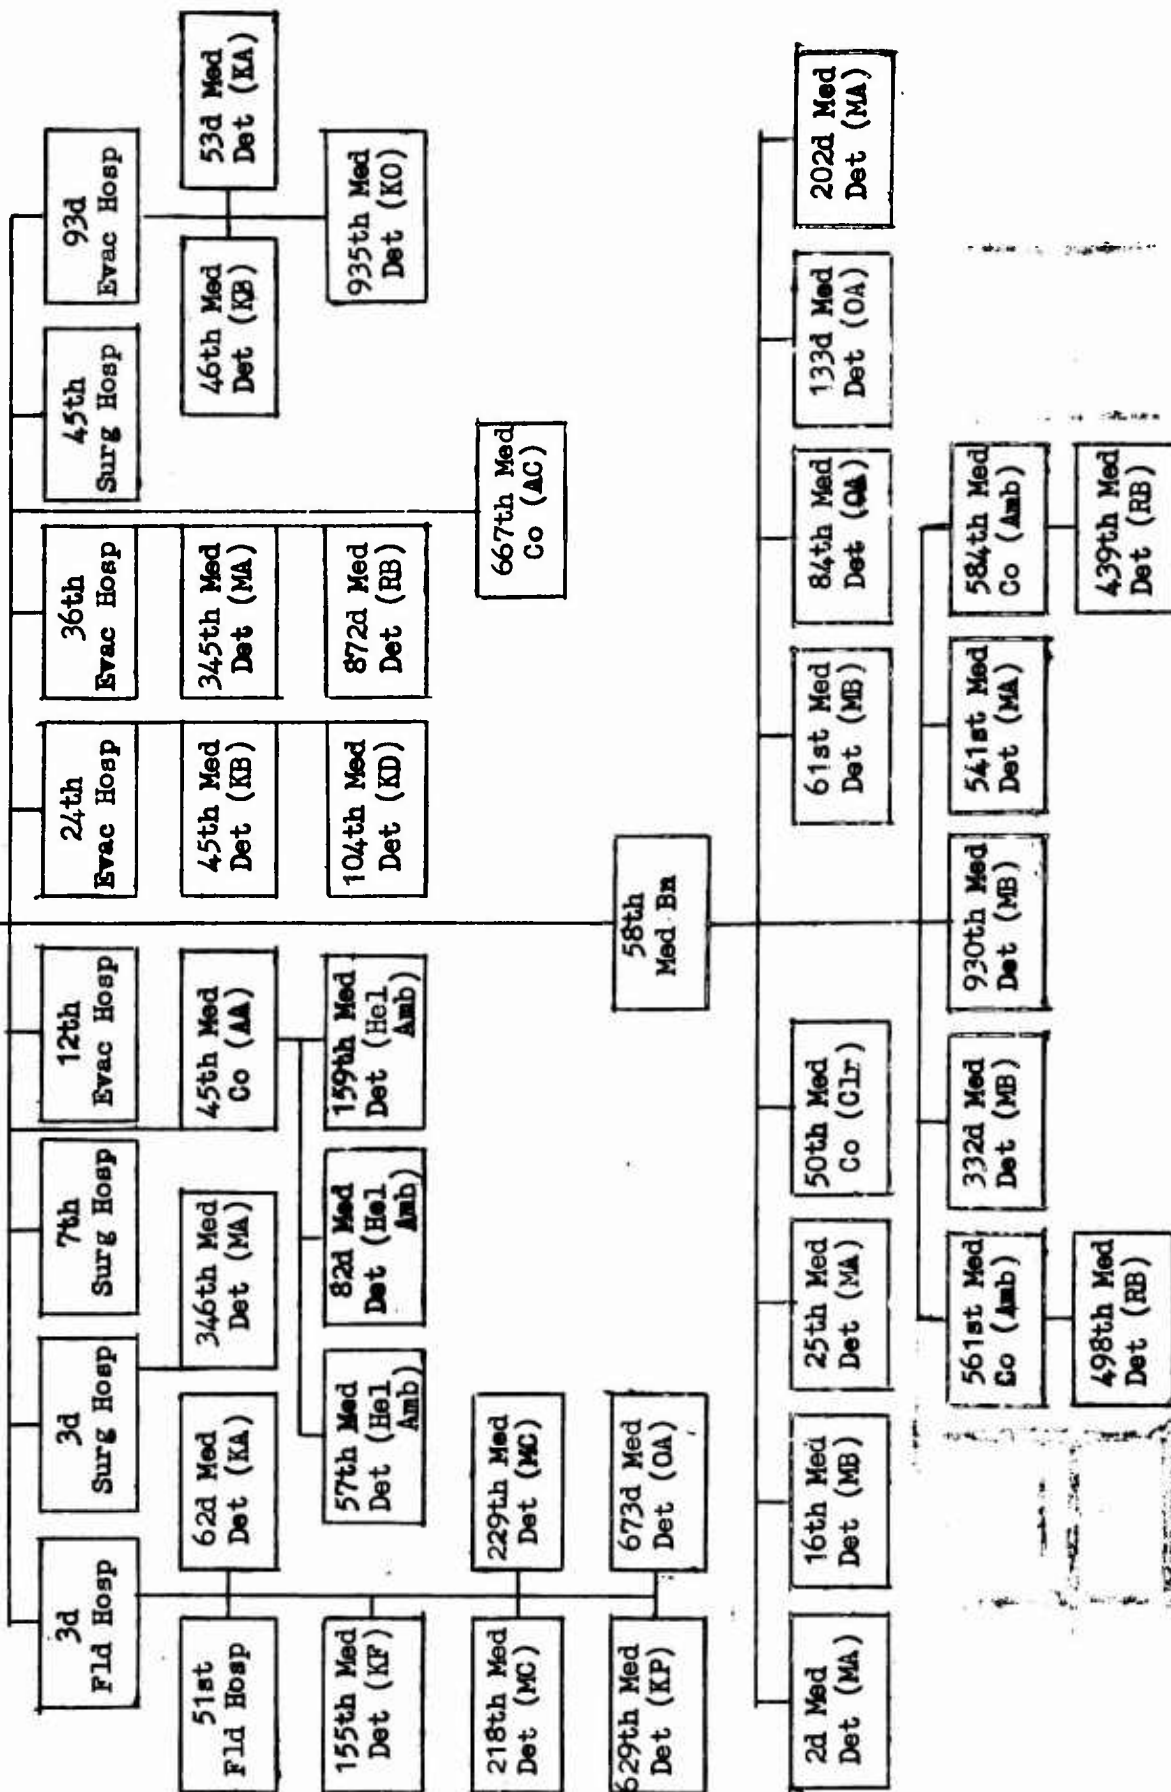 3d
Fld Hosp
3d
Surg Hosp
7th
Surg Hosp
12th
Evac Hosp
24th
Evac Hosp
36th
Evac Hosp
45th
Surg Hosp
93d
Evac Hosp
51st
Fld Hosp
62d Med
Det (KA)
346th Med
Det (MA)
45th Med
Co (AA)
45th Med
Det (KB)
345th Med
Det (MA)
46th Med
Det (KB)
53d Med
Det (KA)
155th Med
Det (KF)
57th Med
Det (Hel
Amb)
82d Med
Det (Hel
Amb)
159th Med
Det (Hel
Amb)
104th Med
Det (KD)
872d Med
Det (RB)
935th Med
Det (KO)
218th Med
Det (MC)
229th Med
Det (MC)
667th Med
Co (AC)
629th Med
Det (KP)
673d Med
Det (OA)
58th
Med Bn
2d Med
Det (MA)
16th Med
Det (MB)
25th Med
Det (MA)
50th Med
Co (Clr)
61st Med
Det (MB)
84th Med
Det (OA)
133d Med
Det (OA)
202d Med
Det (MA)
561st Med
Co (Amb)
332d Med
Det (MB)
930th Med
Det (MB)
541st Med
Det (MA)
584th Med
Co (Amb)
498th Med
Det (RB)
439th Med
Det (RB)